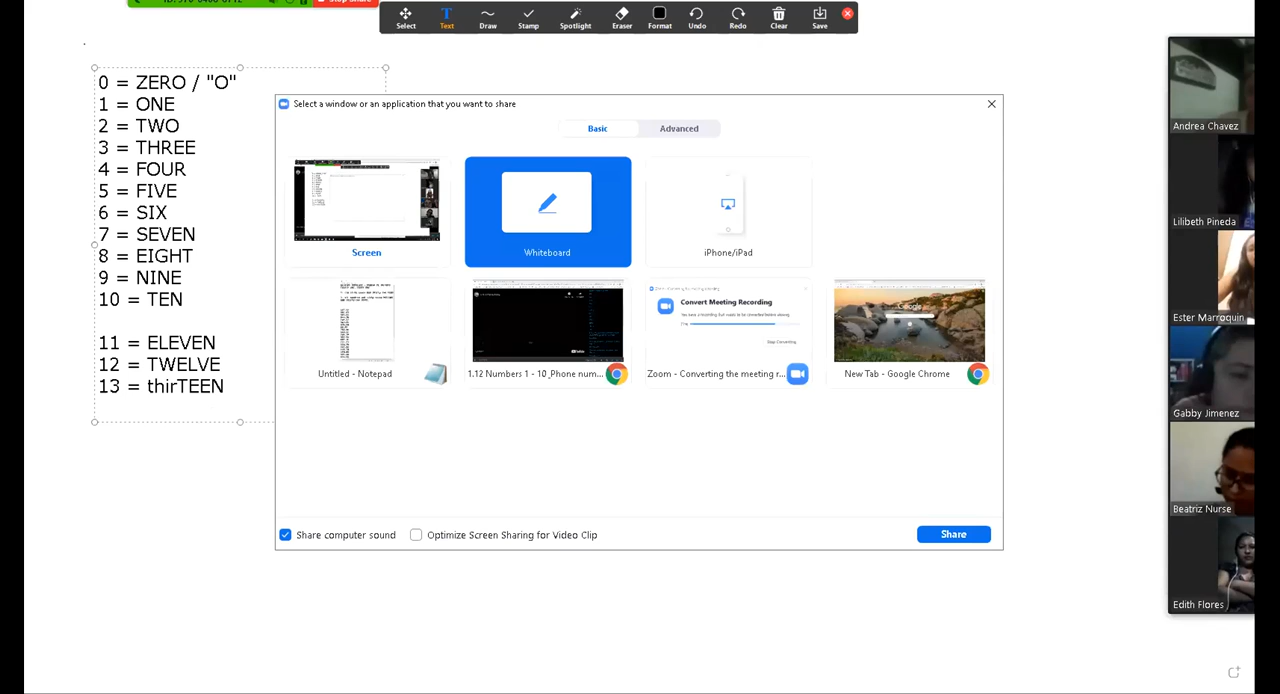 Stop Share
Select
Text
Draw
Stamp
Spotlight
Eraser
Format
Undo
Redo
Clear
Save
0 = ZERO / "O"
1 = ONE
2 = TWO
3 = THREE
4 = FOUR
5 = FIVE
6 = SIX
7 = SEVEN
8 = EIGHT
9 = NINE
10 = TEN
11 = ELEVEN
12 = TWELVE
13 = thirTEEN
Select a window or an application that you want to share
Basic
Advanced
Screen
Whiteboard
iPhone/iPad
Convert Meeting Recording
Stop Converting
Google
Untitled - Notepad
1.12 Numbers 1 - 10_Phone num...
Zoom - Converting the meeting r...
New Tab - Google Chrome
Share computer sound
Optimize Screen Sharing for Video Clip
Share
Andrea Chavez
Lilibeth Pineda
Ester Marroquin
Gabby Jimenez
Beatriz Nurse
Edith Flores